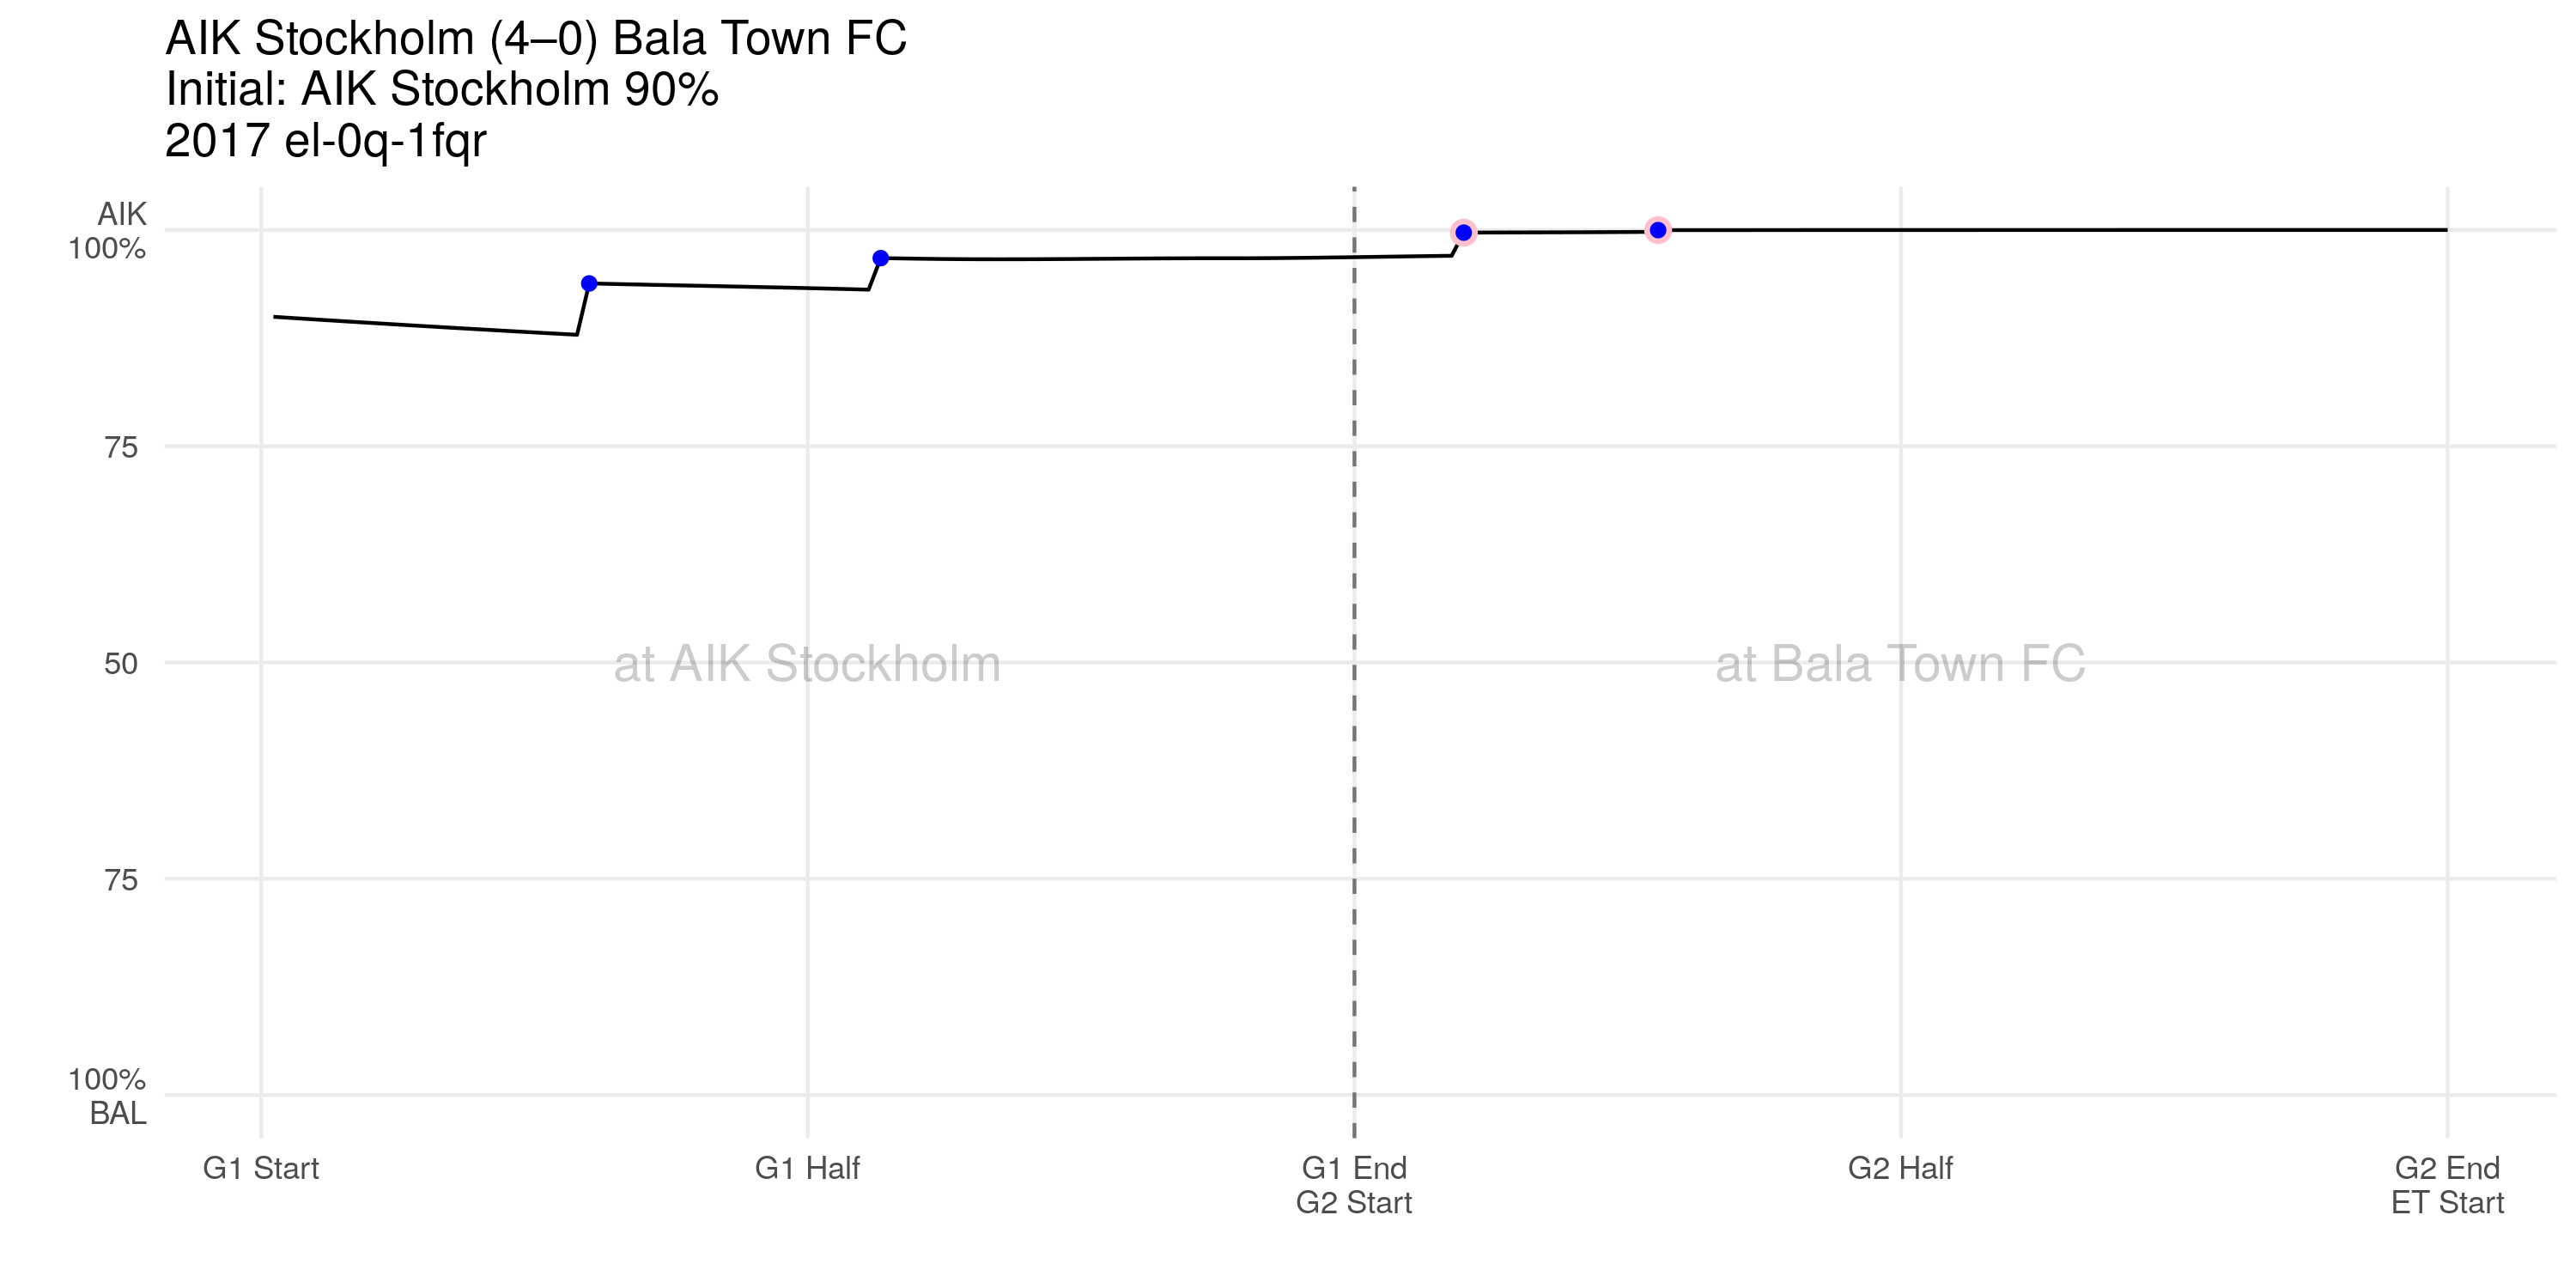 AIK Stockholm (4–0) Bala Town FC
Initial: AIK Stockholm 90%
2017 el-0q-1fqr
AIK
100%
75
50
75
100%
BAL
at AIK Stockholm
at Bala Town FC
G1 Start
G1 Half
G1 End
G2 Start
G2 Half
G2 End
ET Start